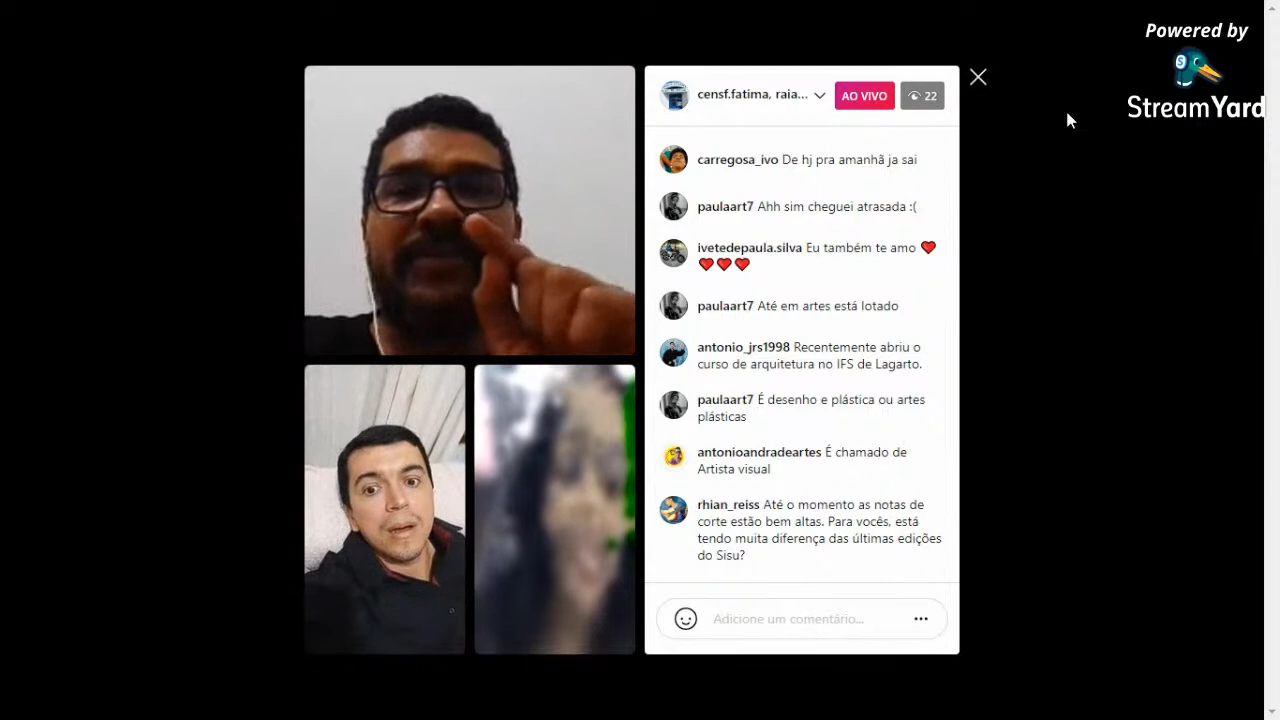 Powered by
StreamYard
censf.fatima, raia...
AO VIVO
22
carregosa_ivo De hj pra amanhã ja sai
paulaart7 Ahh sim cheguei atrasada :(
ivetedepaula.silva Eu também te amo ❤️
❤️❤️❤️
paulaart7 Até em artes está lotado
antonio_jrs1998 Recentemente abriu o
curso de arquitetura no IFS de Lagarto.
paulaart7 É desenho e plástica ou artes
plásticas
antonioandradeartes É chamado de
Artista visual
rhian_reiss Até o momento as notas de
corte estão bem altas. Para vocês, está
tendo muita diferença das últimas edições
do Sisu?
Adicione um comentário...